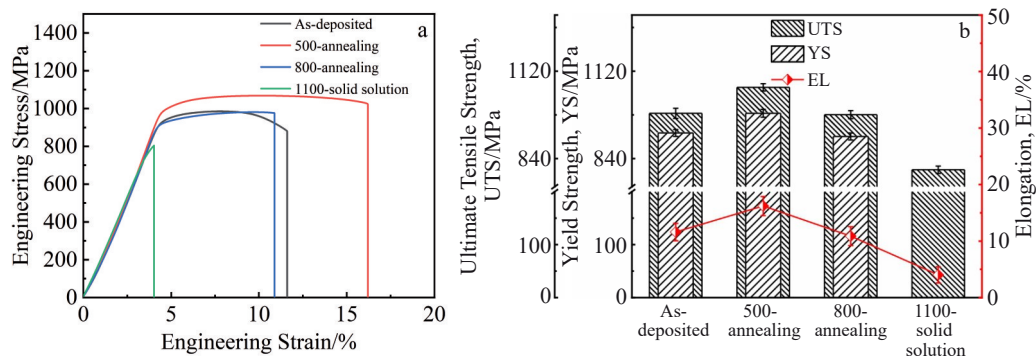 1400
1200
1000
800
600
400
200
0
Engineering Stress/MPa
As-deposited
500-annealing
800-annealing
1100-solid solution
a
0
5
10
15
20
Engineering Strain/%
Ultimate Tensile Strength,
UTS/MPa
1120
840
100
0
Yield Strength, YS/MPa
1120
840
100
0
UTS
YS
EL
b
50
40
30
20
10
0
Elongation, EL/%
As-
deposited
500-
annealing
800-
annealing
1100-
solid
solution